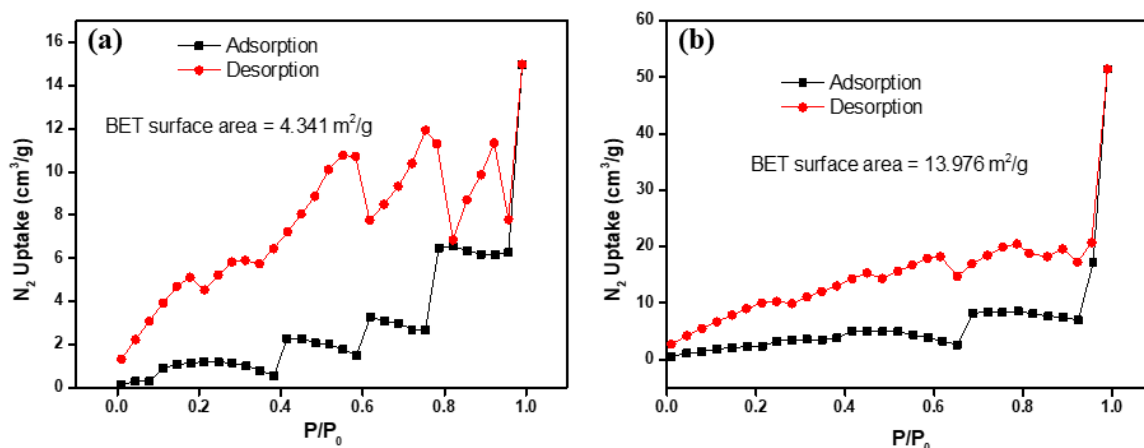 (a)
Adsorption
Desorption
BET surface area = 4.341 m²/g
N₂ Uptake (cm³/g)
16
14
12
10
8
6
4
2
0
0.0 0.2 0.4 0.6 0.8 1.0
P/P₀
(b)
Adsorption
Desorption
BET surface area = 13.976 m²/g
N₂ Uptake (cm³/g)
60
50
40
30
20
10
0
0.0 0.2 0.4 0.6 0.8 1.0
P/P₀